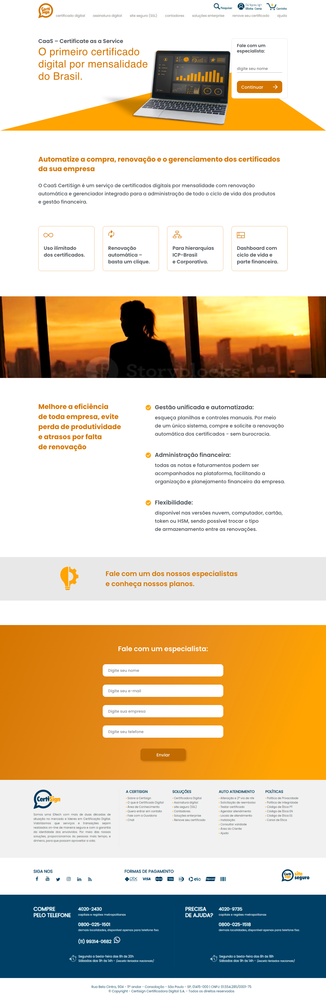 Certi
Sign
Pesquisar
Minha Conta
0
Carrinho
certificado digital
assinatura digital
site seguro (SSL)
contadores
soluções enterprise
renove seu certificado
ajuda
CaaS – Certificate as a Service
O primeiro certificado
digital por mensalidade
do Brasil.
Fale com um
especialista:
digite seu nome
Continuar
Automatize a compra, renovação e o gerenciamento dos certificados
da sua empresa
O CaaS CertiSign é um serviço de certificados digitais por mensalidade com renovação
automática e gerenciador integrado para a administração de todo o ciclo de vida dos produtos
e gestão financeira.
Uso ilimitado
dos certificados.
Renovação
automática –
basta um clique.
Para hierarquias
ICP-Brasil
e Corporativa.
Dashboard com
ciclo de vida e
parte financeira.
Storyblocks
Melhore a eficiência
de toda empresa, evite
perda de produtividade
e atrasos por falta
de renovação
Gestão unificada e automatizada:
esqueça planilhas e controles manuais. Por meio
de um único sistema, compre e solicite a renovação
automática dos certificados - sem burocracia.
Administração financeira:
todas as notas e faturamentos podem ser
acompanhados na plataforma, facilitando a
organização e planejamento financeiro da empresa.
Flexibilidade:
disponível nas versões nuvem, computador, cartão,
token ou HSM, sendo possível trocar o tipo
de armazenamento entre as renovações.
Fale com um dos nossos especialistas
e conheça nossos planos.
Fale com um especialista:
Digite seu nome
Digite seu e-mail
Digite sua empresa
Digite seu telefone
Enviar
CertiSign
Somos uma IDtech com mais de duas décadas de
atuação no mercado e líderes em Certificação Digital.
Viabilizamos que serviços e transações sejam
realizados on-line de maneira segura e com a garantia
da identidade dos envolvidos. Por meio das nossas
soluções, proporcionamos às pessoas mais tempo, e
dinheiro, para que possam aproveitar a vida.
A CERTISIGN
• Sobre a Certisign
• O que é Certificado Digital
• Área de Conhecimento
• Quero entrar em contato
• Fale com a Ouvidoria
• Chat
SOLUÇÕES
• Certificadora Digital
• Assinatura digital
• site seguro (SSL)
• Contadores
• Soluções enterprise
• Renove seu certificado
AUTO ATENDIMENTO
• Alteração e 2ª via de nfe
• Solicitação de reembolso
• Testar certificado
• Agendar atendimento
• Locais de atendimento
• Instalação
• Consultar validade
• Área do Cliente
• Ajuda
POLÍTICAS
• Política de Privacidade
• Política de Integridade
• Código de Ética PT
• Código de Ética EN
• Código de Ética ES
• Canal de Ética
SIGA NOS
FORMAS DE PAGAMENTO
pix
VISA
elo
Hipercard
Certi
Sign
site
seguro
COMPRE
PELO TELEFONE
4020-2430
capitais e regiões metropolitanas
0800-025-1501
demais localidades, disponível apenas para telefone fixo.
(11) 99314-0682
Segunda a Sexta-feira das 8h às 20h
Sábados das 9h às 14h - (exceto feriados nacionais)
PRECISA
DE AJUDA?
4020-9735
capitais e regiões metropolitanas
0800-025-1518
demais localidades, disponível apenas para telefone fixo.
Segunda a Sexta-feira das 8h às 18h
Sábados das 9h às 14h - (exceto feriados nacionais)
Rua Bela Cintra, 904 - 11º andar - Consolação - São Paulo - SP, 01415-000 | CNPJ: 01.554.285/0001-75
© Copyright - Certisign Certificadora Digital S.A. - Todos os direitos reservados